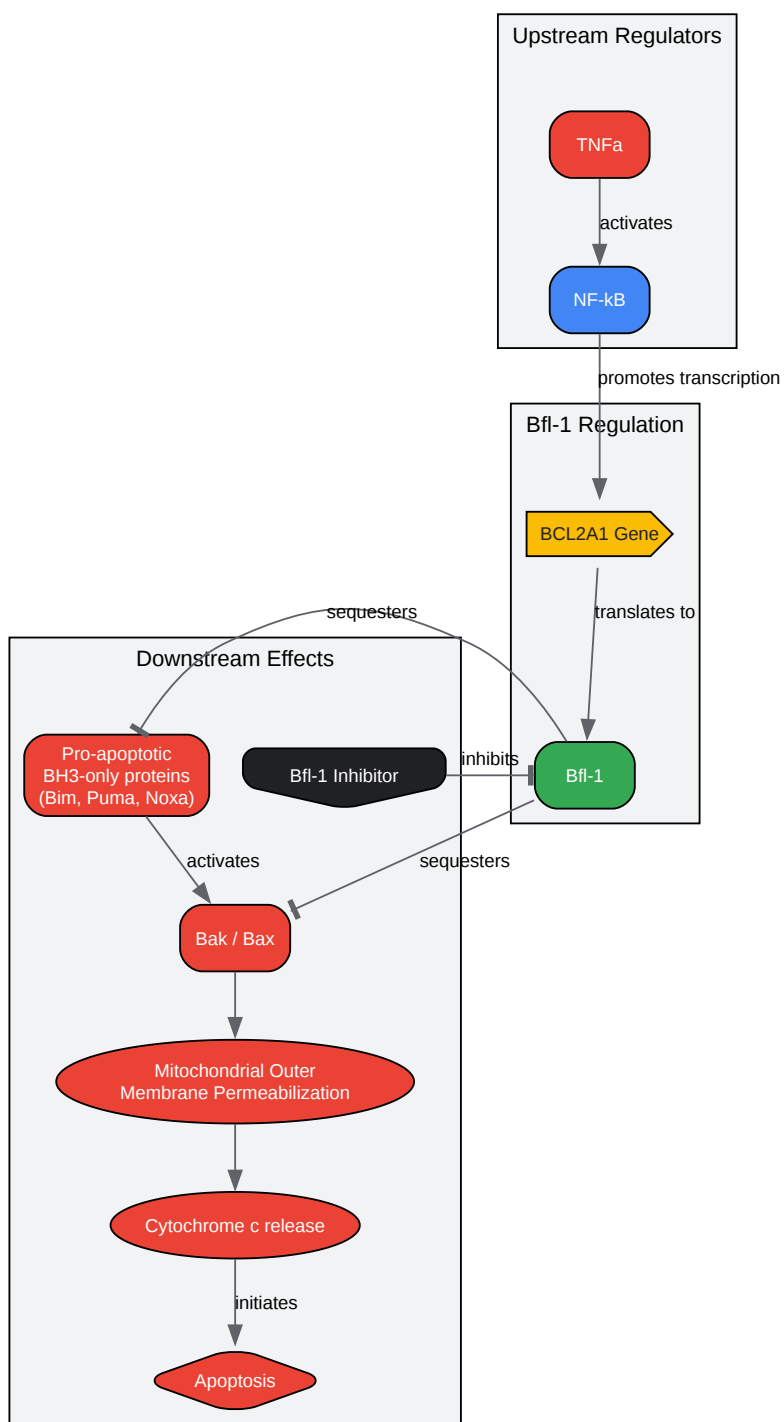 Upstream Regulators
TNFa
activates
NF-kB
promotes transcription
Bfl-1 Regulation
BCL2A1 Gene
translates to
sequesters
Downstream Effects
Pro-apoptotic
BH3-only proteins
(Bim, Puma, Noxa)
Bfl-1 Inhibitor
inhibits
Bfl-1
activates
sequesters
Bak / Bax
Mitochondrial Outer
Membrane Permeabilization
Cytochrome c release
initiates
Apoptosis